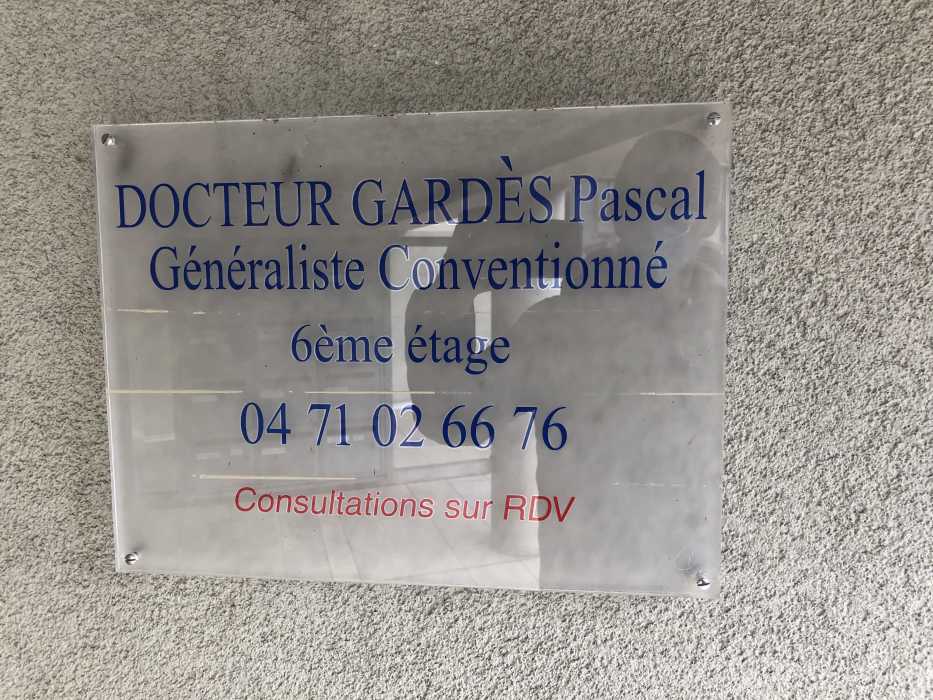 DOCTEUR GARDÈS Pascal
Généraliste Conventionné
6ème étage
04 71 02 66 76
Consultations sur RDV